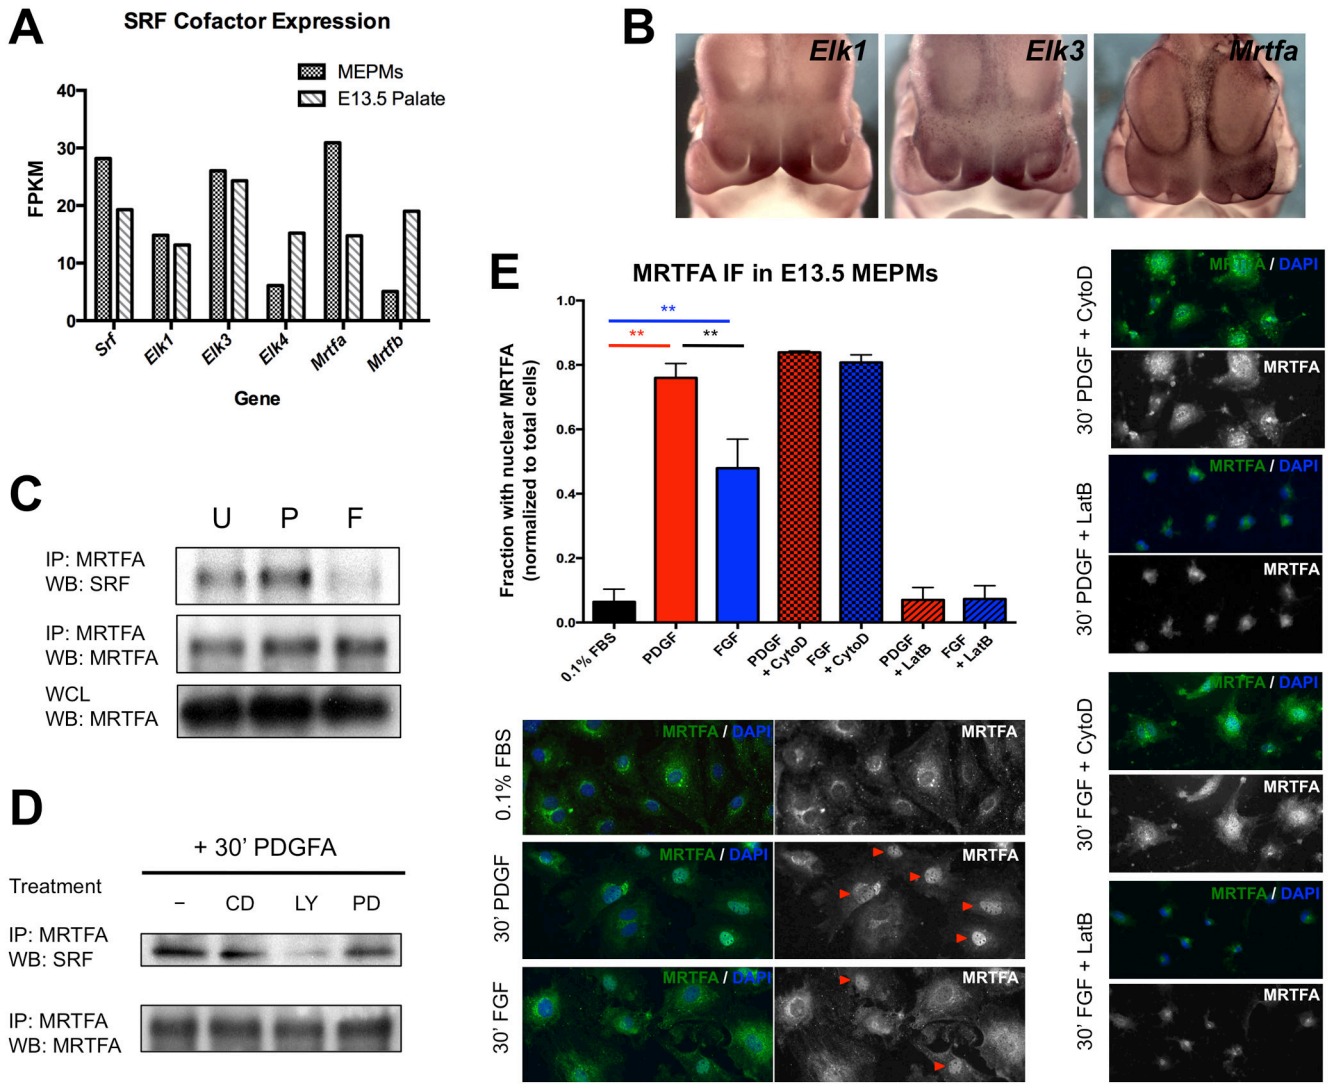 A
SRF Cofactor Expression
MEPMs
E13.5 Palate
FPKM
40
30
20
10
0
Srf
Elk1
Elk3
Elk4
Mrtfa
Mrtfb
Gene
B
Elk1
Elk3
Mrtfa
C
U P F
IP: MRTFA
WB: SRF
IP: MRTFA
WB: MRTFA
WCL
WB: MRTFA
D
+ 30’ PDGFA
Treatment
– CD LY PD
IP: MRTFA
WB: SRF
IP: MRTFA
WB: MRTFA
E
MRTFA IF in E13.5 MEPMs
Fraction with nuclear MRTFA
(normalized to total cells)
1.0
0.8
0.6
0.4
0.2
0.0
**
** **
0.1% FBS
PDGF
FGF
PDGF
+ CytoD
FGF
+ CytoD
PDGF
+ LatB
FGF
+ LatB
0.1% FBS
MRTFA / DAPI
MRTFA
30’ PDGF
MRTFA / DAPI
MRTFA
30’ FGF
MRTFA / DAPI
MRTFA
30’ PDGF + CytoD
MRTFA / DAPI
MRTFA
30’ PDGF + LatB
MRTFA / DAPI
MRTFA
30’ FGF + CytoD
MRTFA / DAPI
MRTFA
30’ FGF + LatB
MRTFA / DAPI
MRTFA